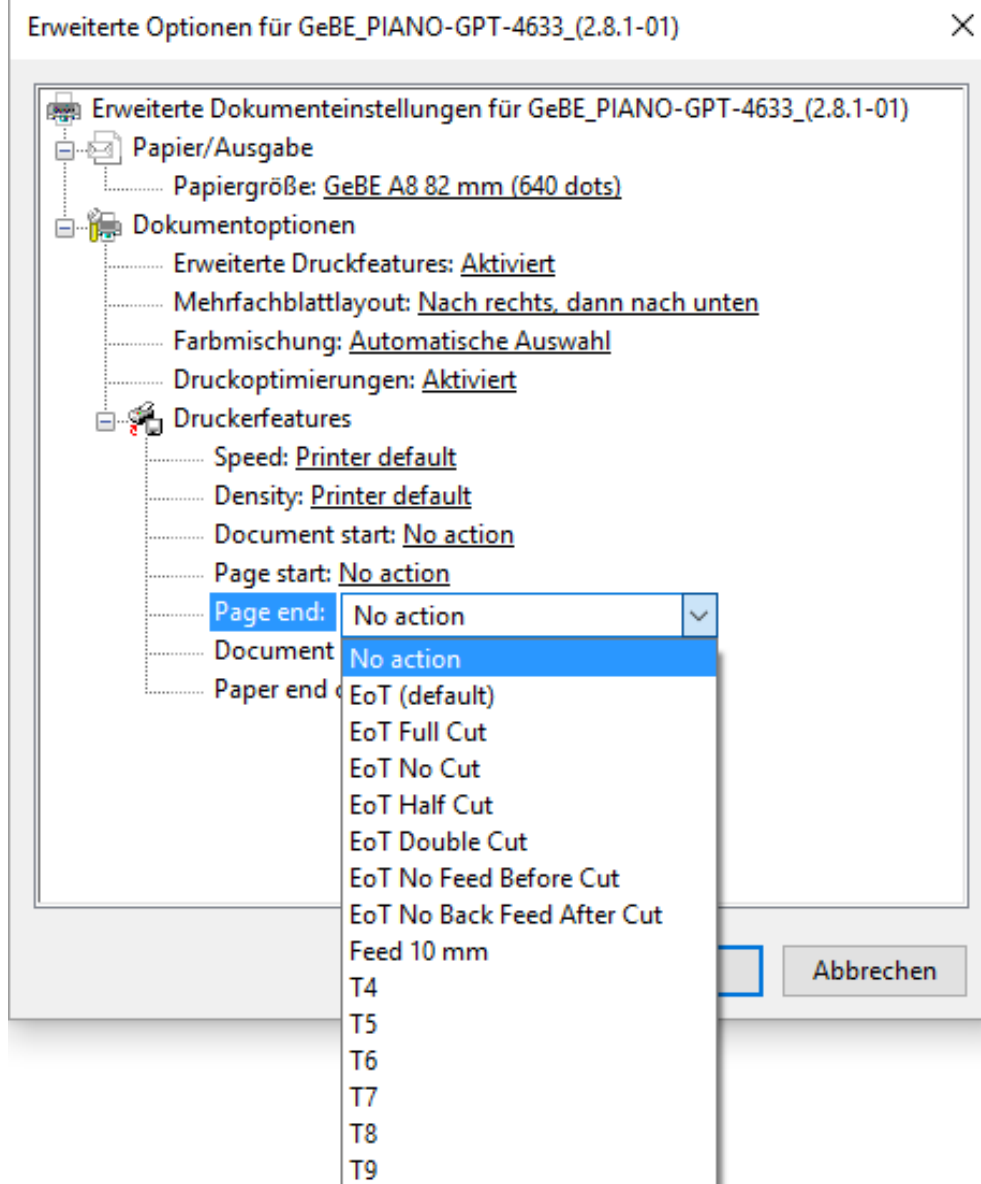 Erweiterte Optionen für GeBE_PIANO-GPT-4633_(2.8.1-01)
Erweiterte Dokumenteinstellungen für GeBE_PIANO-GPT-4633_(2.8.1-01)
Papier/Ausgabe
Papiergröße: GeBE A8 82 mm (640 dots)
Dokumentoptionen
Erweiterte Druckfeatures: Aktiviert
Mehrfachblattlayout: Nach rechts, dann nach unten
Farbmischung: Automatische Auswahl
Druckoptimierungen: Aktiviert
Druckerfeatures
Speed: Printer default
Density: Printer default
Document start: No action
Page start: No action
Page end: No action
Document
Paper end
No action
EoT (default)
EoT Full Cut
EoT No Cut
EoT Half Cut
EoT Double Cut
EoT No Feed Before Cut
EoT No Back Feed After Cut
Feed 10 mm
T4
T5
T6
T7
T8
T9
Abbrechen